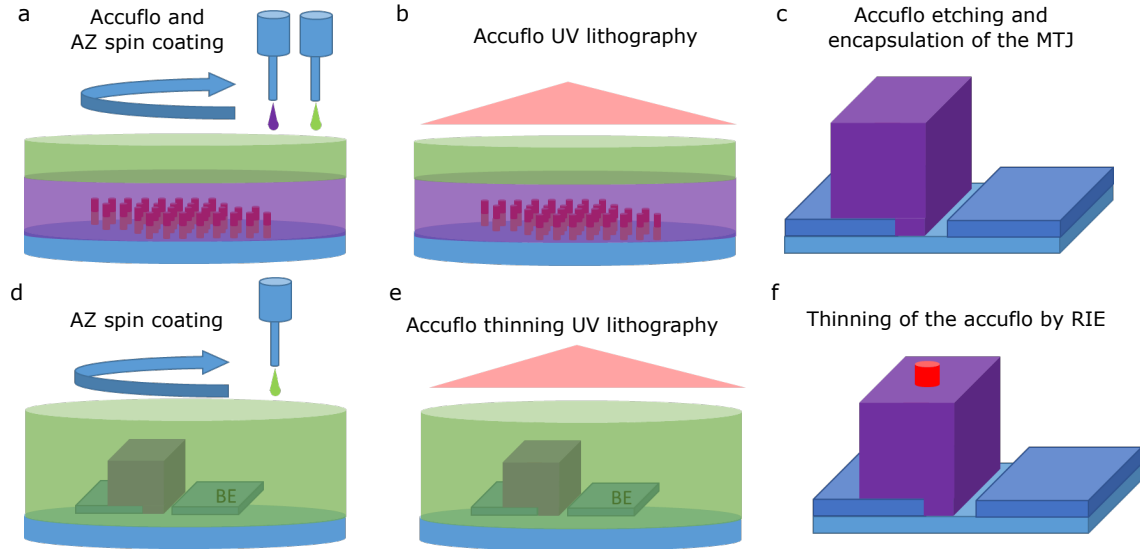 a
Accuflo and
AZ spin coating
b
Accuflo UV lithography
c
Accuflo etching and
encapsulation of the MTJ
d
AZ spin coating
BE
e
Accuflo thinning UV lithography
BE
f
Thinning of the accuflo by RIE